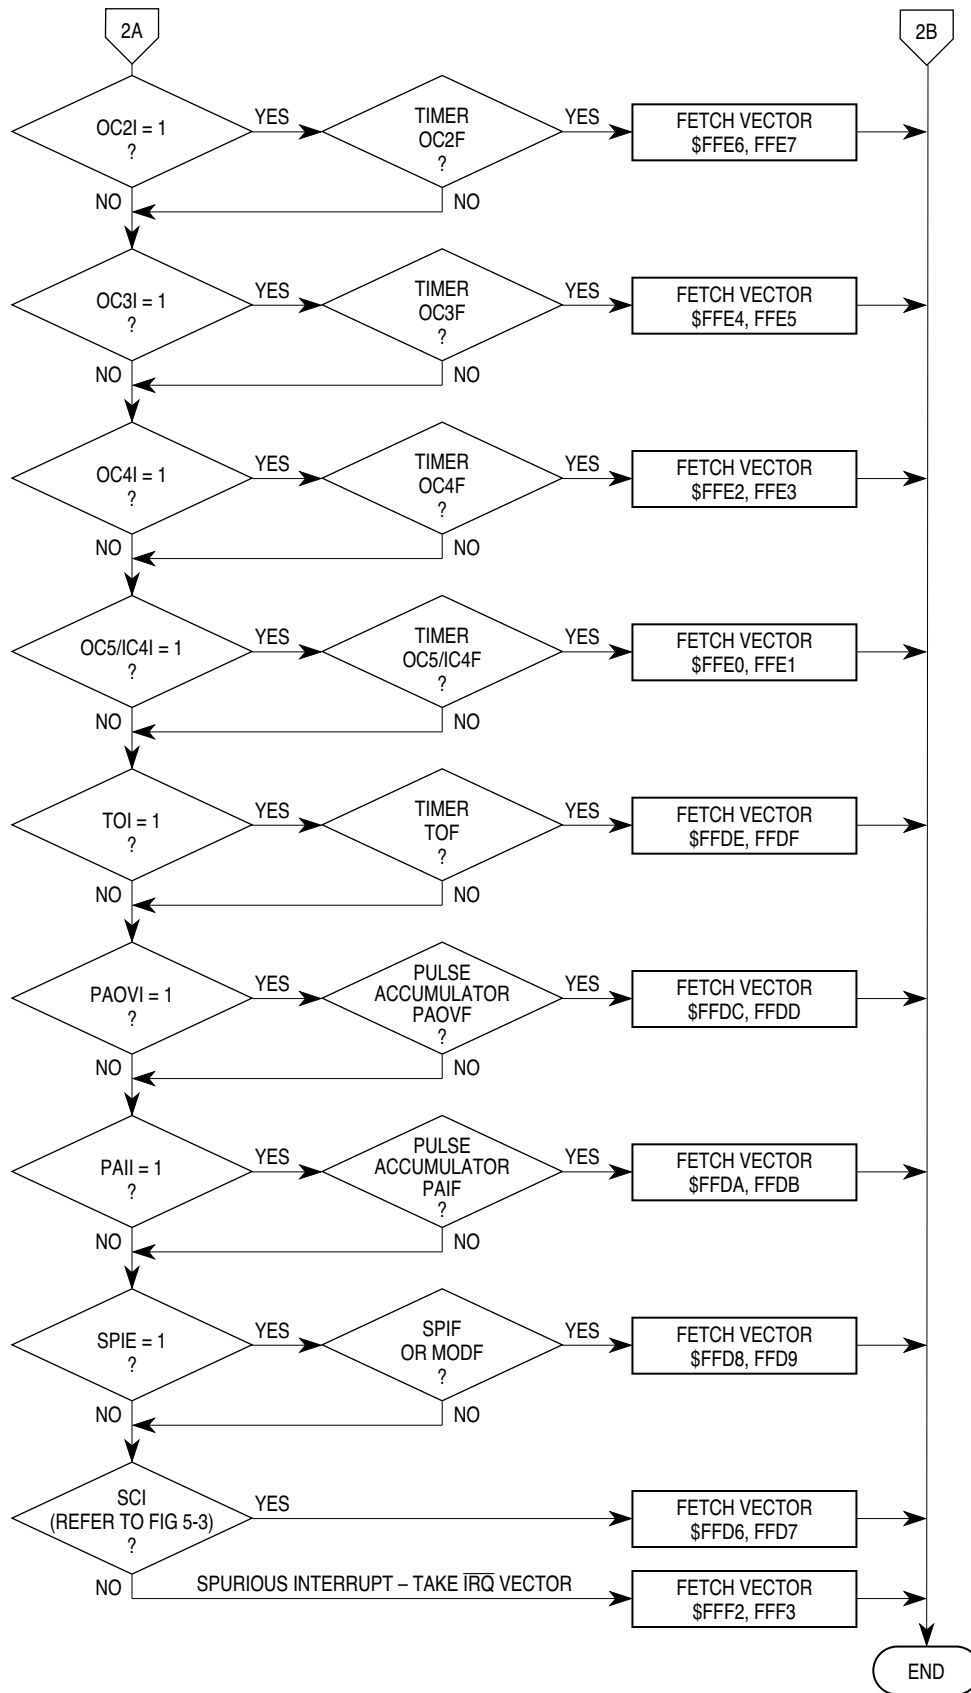 2A
2B
OC2I = 1
?
YES
TIMER
OC2F
?
YES
FETCH VECTOR
$FFE6, FFE7
NO
NO
OC3I = 1
?
YES
TIMER
OC3F
?
YES
FETCH VECTOR
$FFE4, FFE5
NO
NO
OC4I = 1
?
YES
TIMER
OC4F
?
YES
FETCH VECTOR
$FFE2, FFE3
NO
NO
OC5/IC4I = 1
?
YES
TIMER
OC5/IC4F
?
YES
FETCH VECTOR
$FFE0, FFE1
NO
NO
TOI = 1
?
YES
TIMER
TOF
?
YES
FETCH VECTOR
$FFDE, FFDF
NO
NO
PAOVI = 1
?
YES
PULSE
ACCUMULATOR
PAOVF
?
YES
FETCH VECTOR
$FFDC, FFDD
NO
NO
PAII = 1
?
YES
PULSE
ACCUMULATOR
PAIF
?
YES
FETCH VECTOR
$FFDA, FFDB
NO
NO
SPIE = 1
?
YES
SPIF
OR MODF
?
YES
FETCH VECTOR
$FFD8, FFD9
NO
NO
SCI
(REFER TO FIG 5-3)
?
YES
FETCH VECTOR
$FFD6, FFD7
NO
SPURIOUS INTERRUPT – TAKE I̅R̅Q̅ VECTOR
FETCH VECTOR
$FFF2, FFF3
END